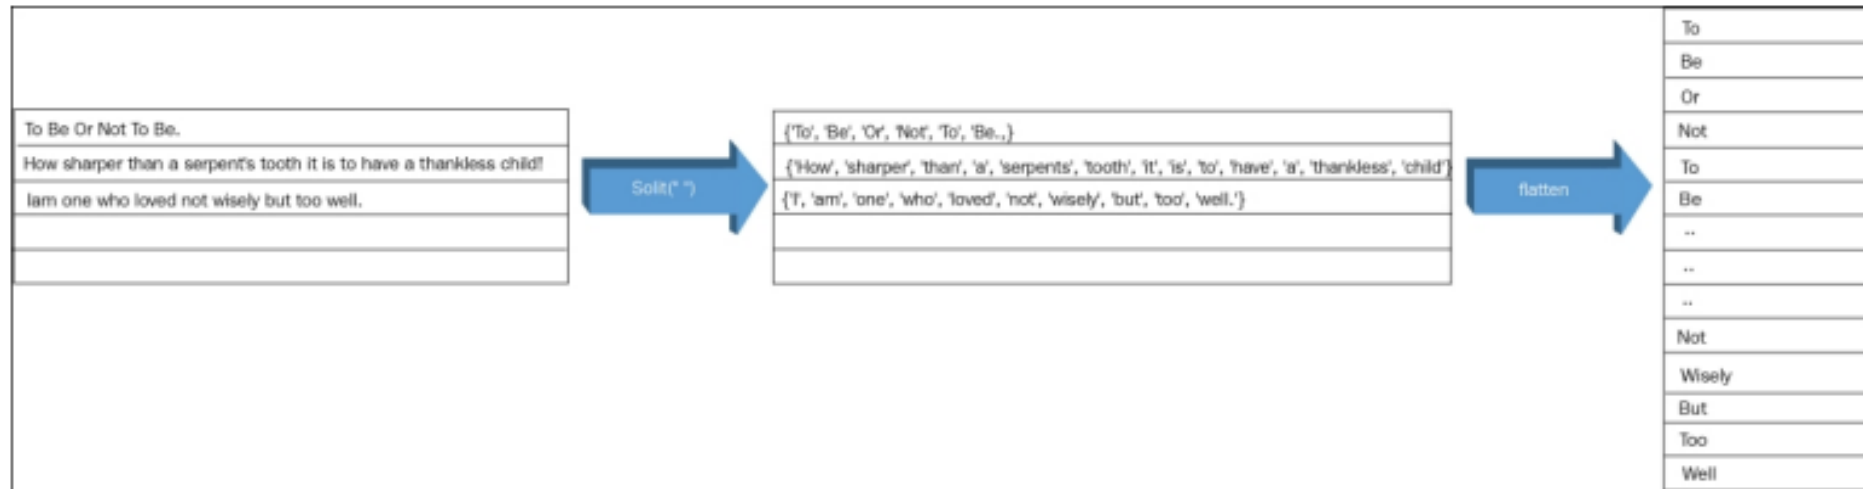 To Be Or Not To Be.
How sharper than a serpent's tooth it is to have a thankless child!
Iam one who loved not wisely but too well.
Solit(" ")
{'To', 'Be', 'Or', 'Not', 'To', 'Be.,}
{'How', 'sharper', 'than', 'a', 'serpents', 'tooth', 'it', 'is', 'to', 'have', 'a', 'thankless', 'child'}
{'I', 'am', 'one', 'who', 'loved', 'not', 'wisely', 'but', 'too', 'well.'}
flatten
To
Be
Or
Not
To
Be
..
..
..
Not
Wisely
But
Too
Well